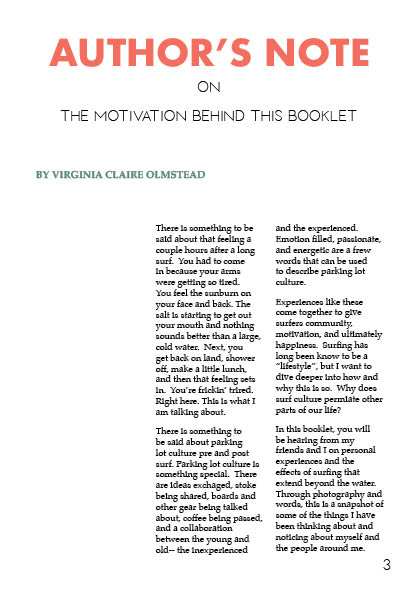 AUTHOR'S NOTE
ON
THE MOTIVATION BEHIND THIS BOOKLET
BY VIRGINIA CLAIRE OLMSTEAD
There is something to be
said about that feeling a
couple hours after a long
surf.  You had to come
in because your arms
were getting so tired.
You feel the sunburn on
your face and back. The
salt is starting to get out
your mouth and nothing
sounds better than a large,
cold water.  Next, you
get back on land, shower
off, make a little lunch,
and then that feeling sets
in.  You're frickin' trired.
Right here. This is what I
am talking about.
There is something to
be said about parking
lot culture pre and post
surf. Parking lot culture is
something special.  There
are ideas exchaged, stoke
being shared, boards and
other gear being talked
about, coffee being passed,
and a collaboration
between the young and
old-- the inexperienced
and the experienced.
Emotion filled, passionate,
and energetic are a frew
words that can be used
to describe parking lot
culture.
Experiences like these
come together to give
surfers community,
motivation, and ultimately
happiness.  Surfing has
long been know to be a
"lifestyle", but I want to
dive deeper into how and
why this is so.  Why does
surf culture permiate other
parts of our life?
In this booklet, you will
be hearing from my
friends and I on personal
experiences and the
effects of surfing that
extend beyond the water.
Through photography and
words, this is a snapshot of
some of the things I have
been thinking about and
noticing about myself and
the people around me.
3